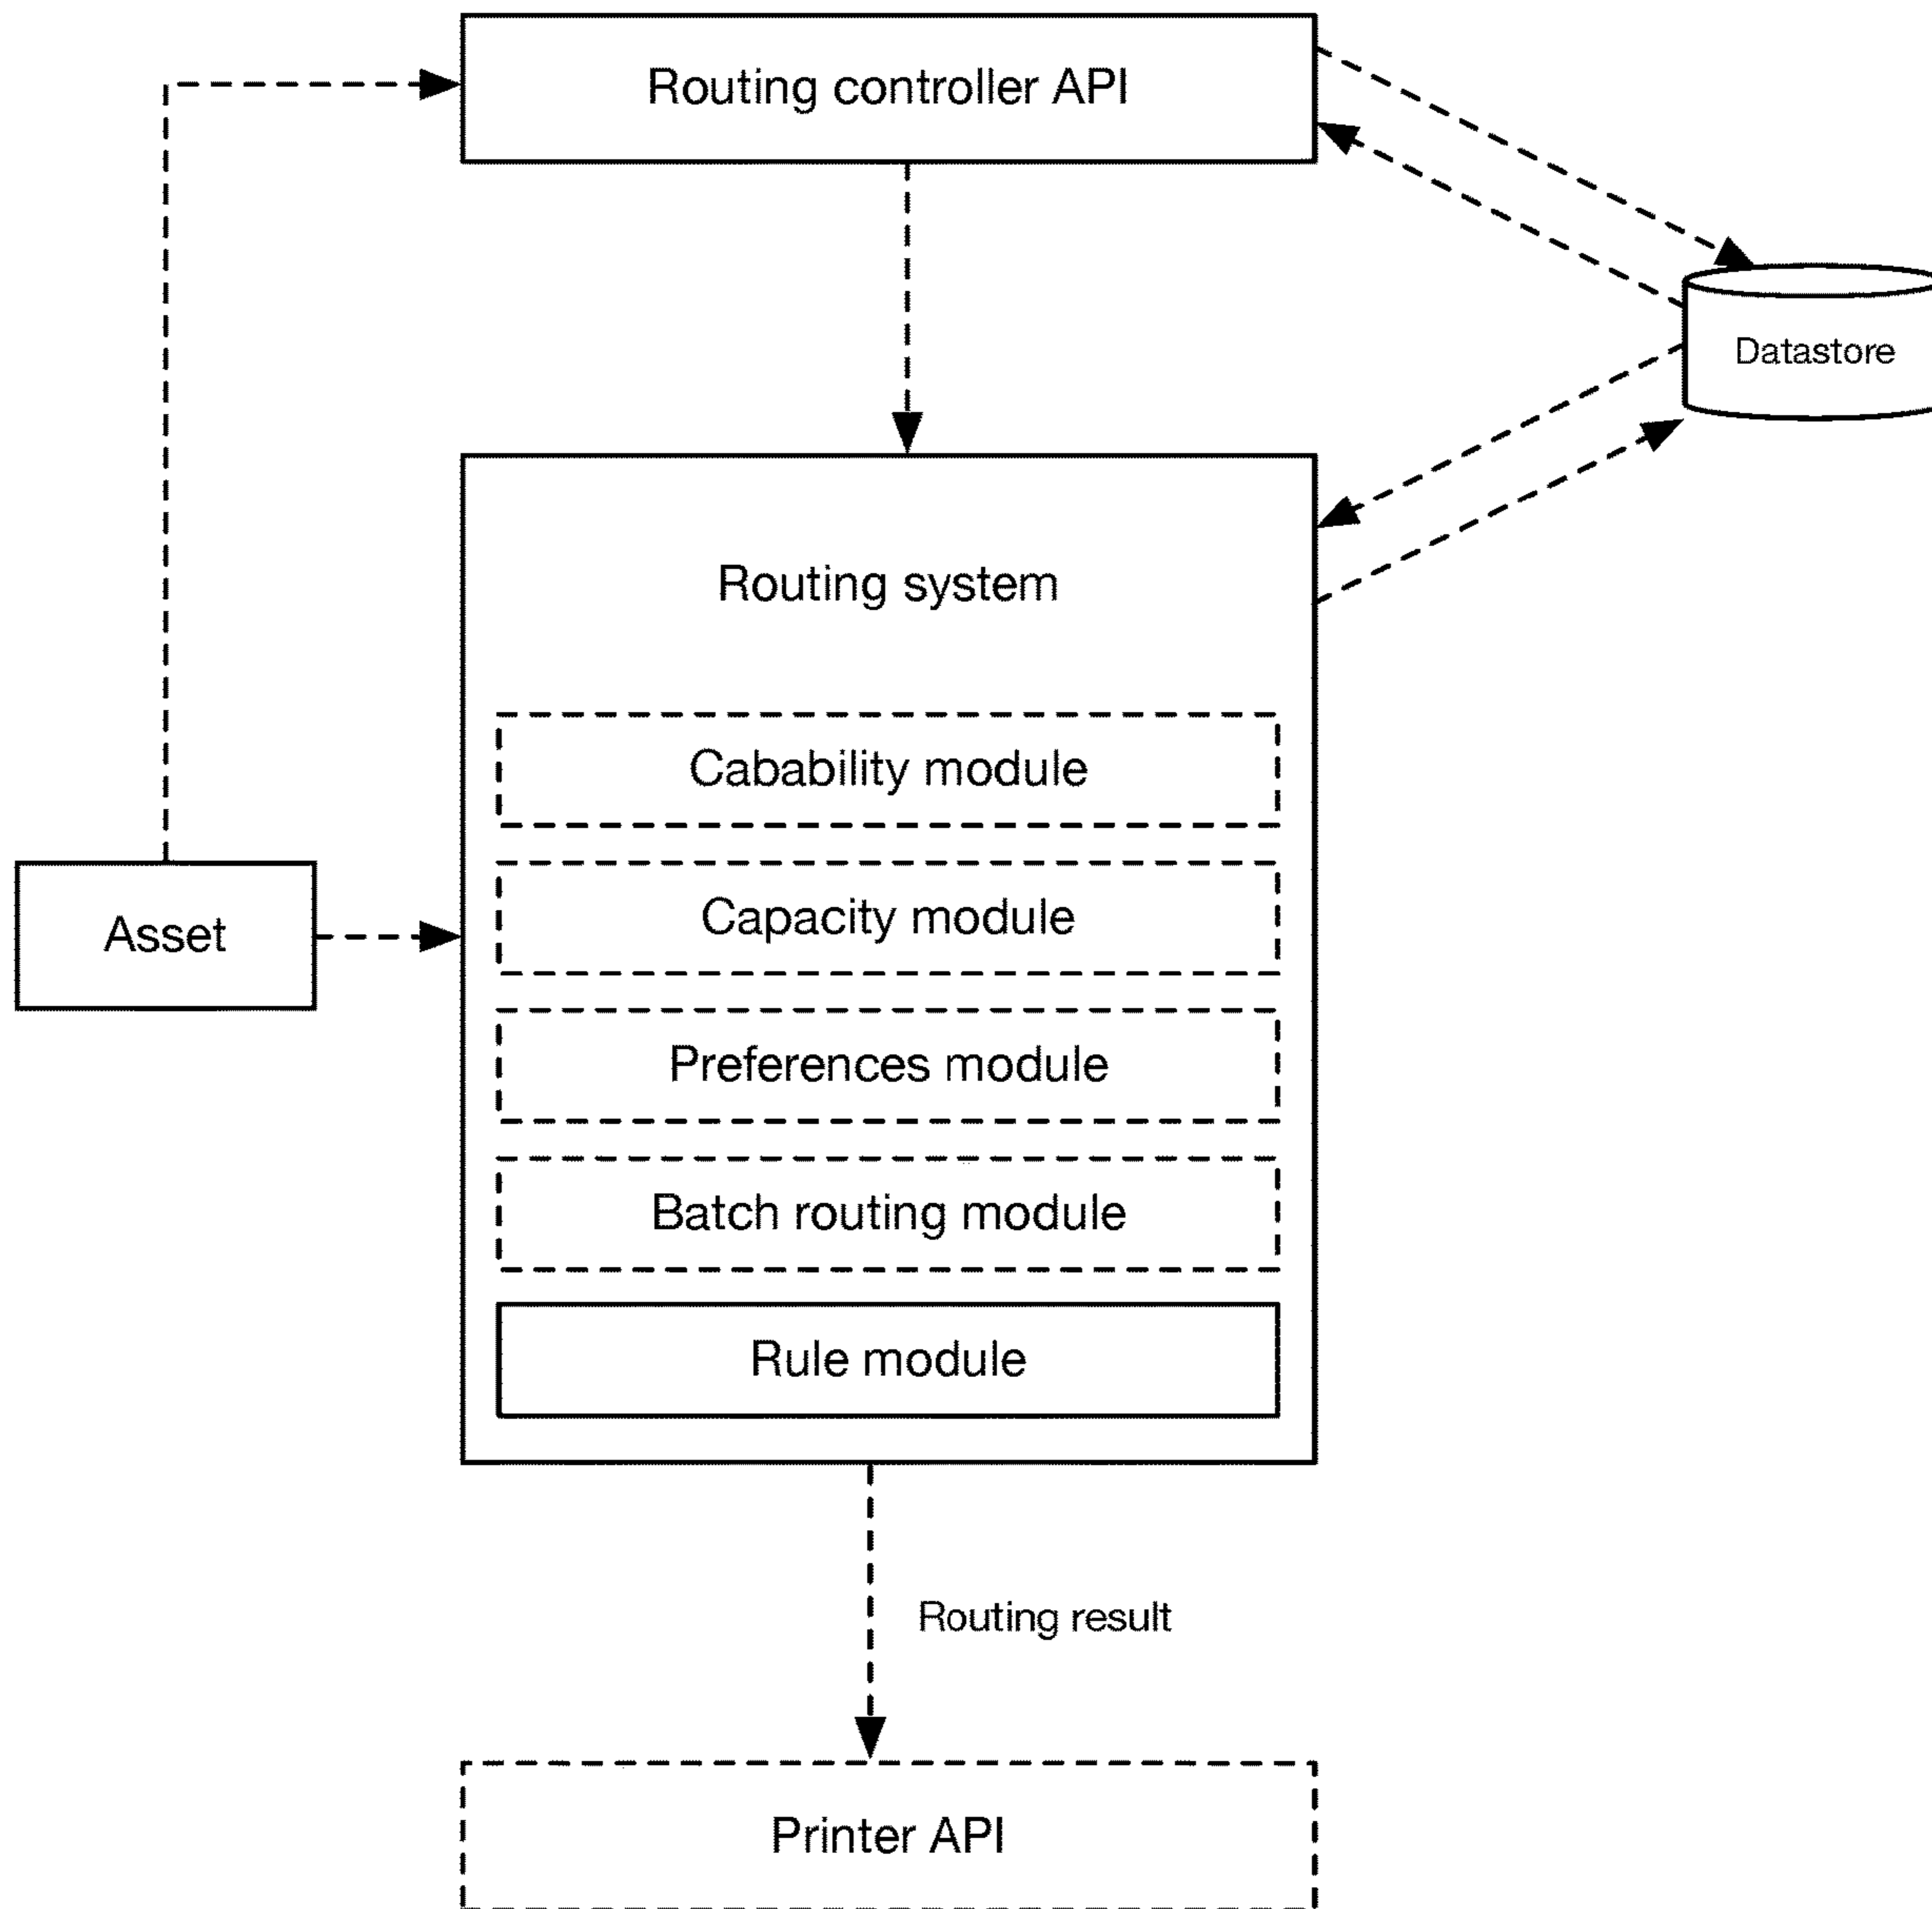 Routing controller API
Datastore
Routing system
Cabability module
Capacity module
Asset
Preferences module
Batch routing module
Rule module
Routing result
Printer API